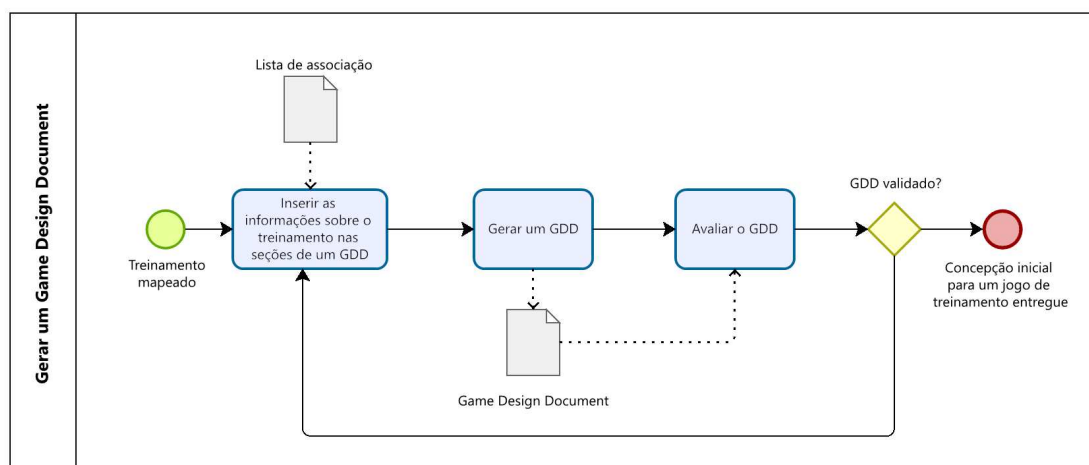 Gerar um Game Design Document
Lista de associação
Treinamento
mapeado
Inserir as
informações sobre o
treinamento nas
seções de um GDD
Gerar um GDD
Game Design Document
Avaliar o GDD
GDD validado?
Concepção inicial
para um jogo de
treinamento entregue